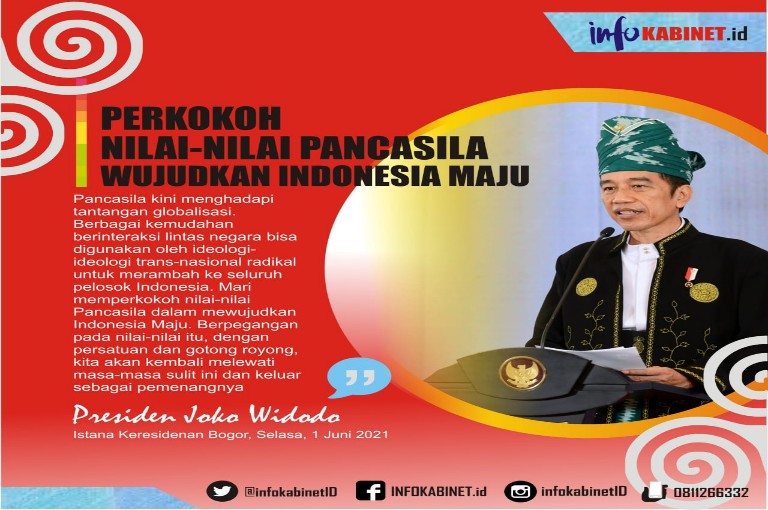 info KABINET.id
PERKOKOH
NILAI-NILAI PANCASILA
WUJUDKAN INDONESIA MAJU
Pancasila kini menghadapi
tantangan globalisasi.
Berbagai kemudahan
berinteraksi lintas negara bisa
digunakan oleh ideologi-
ideologi trans-nasional radikal
untuk merambah ke seluruh
pelosok Indonesia. Mari
memperkokoh nilai-nilai
Pancasila dalam mewujudkan
Indonesia Maju. Berpegangan
pada nilai-nilai itu, dengan
persatuan dan gotong royong,
kita akan kembali melewati
masa-masa sulit ini dan keluar
sebagai pemenangnya
Presiden Joko Widodo
Istana Keresidenan Bogor, Selasa, 1 Juni 2021
@infokabinetID INFOKABINET.id infokabinetID 0811266332